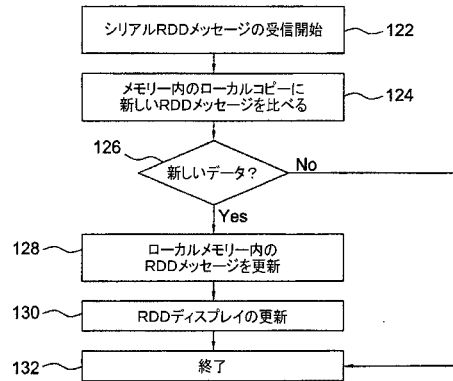 シリアルRDDメッセージの受信開始
122
メモリー内のローカルコピーに
新しいRDDメッセージを比べる
124
126
新しいデータ?
No
Yes
128
ローカルメモリー内の
RDDメッセージを更新
130
RDDディスプレイの更新
132
終了